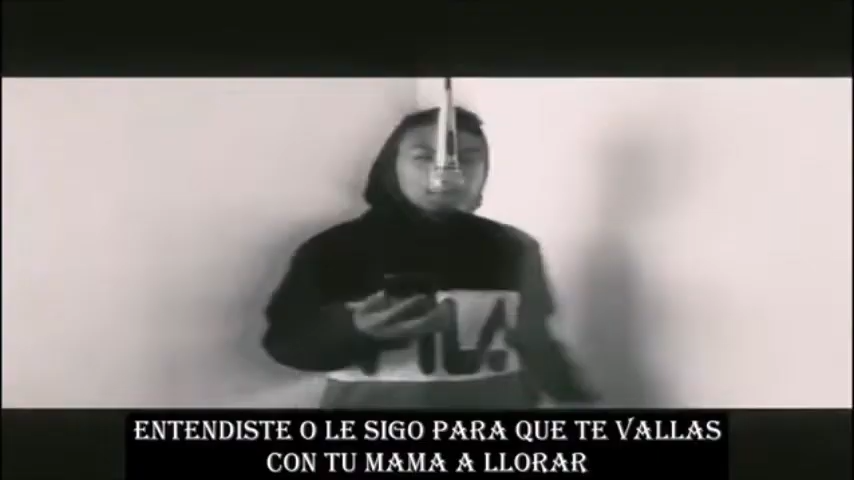 ENTENDISTE O LE SIGO PARA QUE TE VALLAS
CON TU MAMA A LLORAR